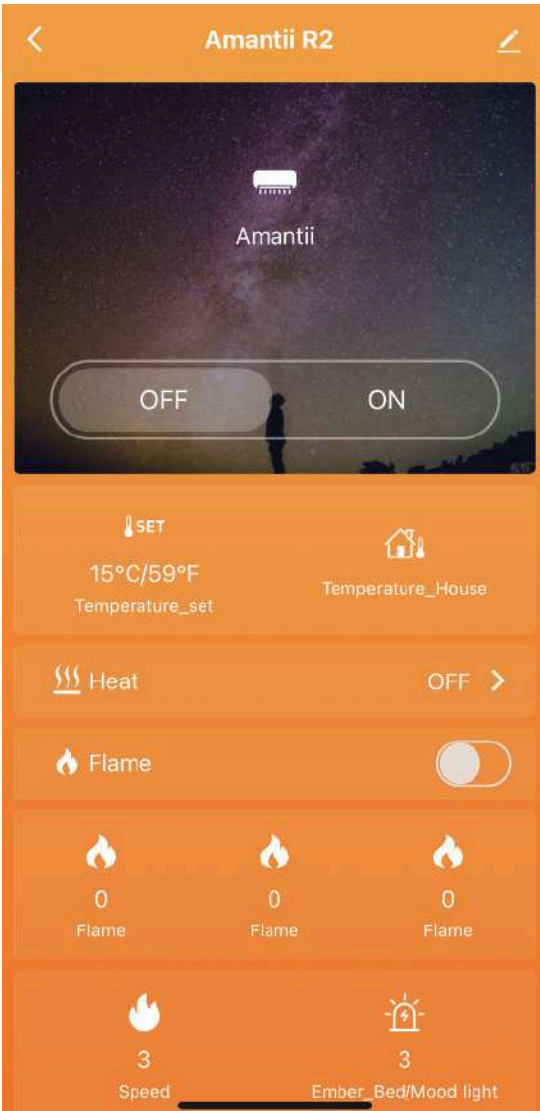 Amantii R2
Amantii
OFF ON
SET
15°C/59°F
Temperature_set
Temperature_House
Heat OFF
Flame
0 0 0
Flame Flame Flame
3 3
Speed Ember_Bed/Mood light